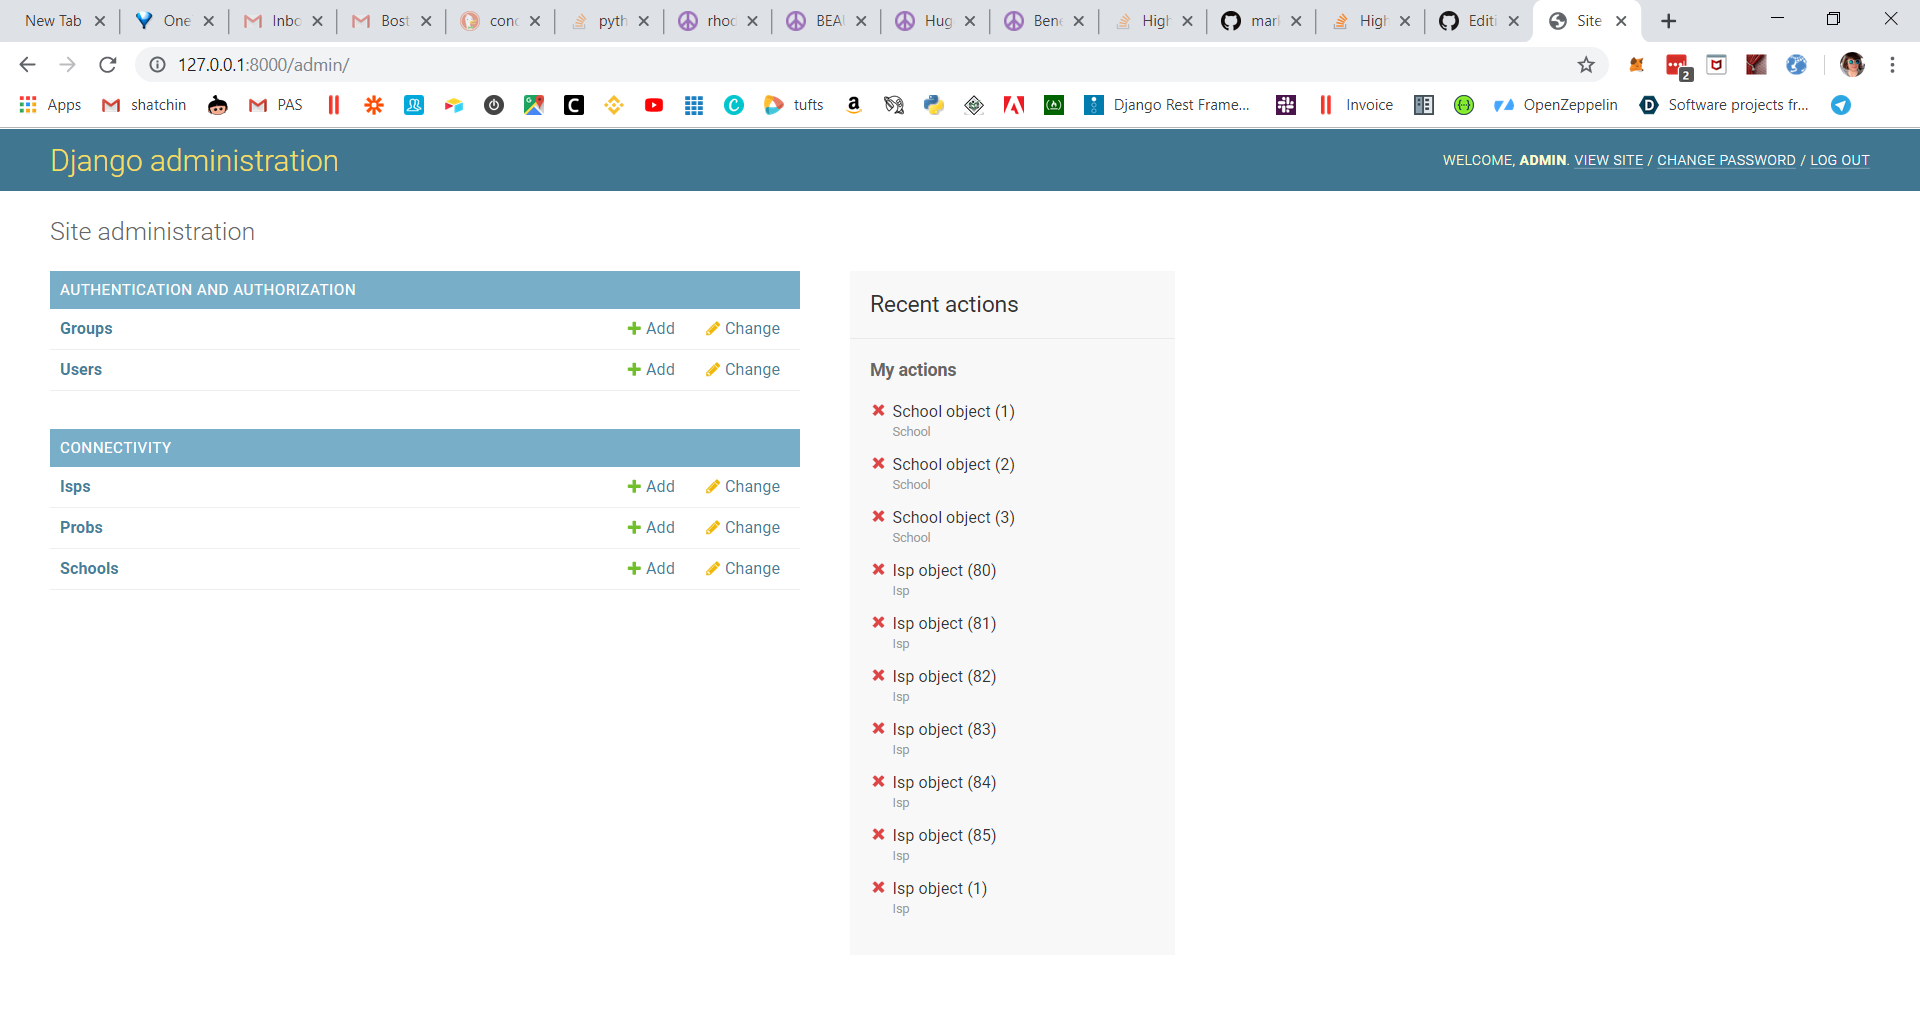 New Tab One Inbo Bost con pyth rho BEA Hug Ben High mar High Editi Site
127.0.0.1:8000/admin/
2
Apps shatchin PAS tufts Django Rest Frame... Invoice OpenZeppelin Software projects fr...
Django administration
WELCOME, ADMIN. VIEW SITE / CHANGE PASSWORD / LOG OUT
Site administration
AUTHENTICATION AND AUTHORIZATION
Groups Add Change
Users Add Change
CONNECTIVITY
Isps Add Change
Probs Add Change
Schools Add Change
Recent actions
My actions
School object (1)
School
School object (2)
School
School object (3)
School
Isp object (80)
Isp
Isp object (81)
Isp
Isp object (82)
Isp
Isp object (83)
Isp
Isp object (84)
Isp
Isp object (85)
Isp
Isp object (1)
Isp